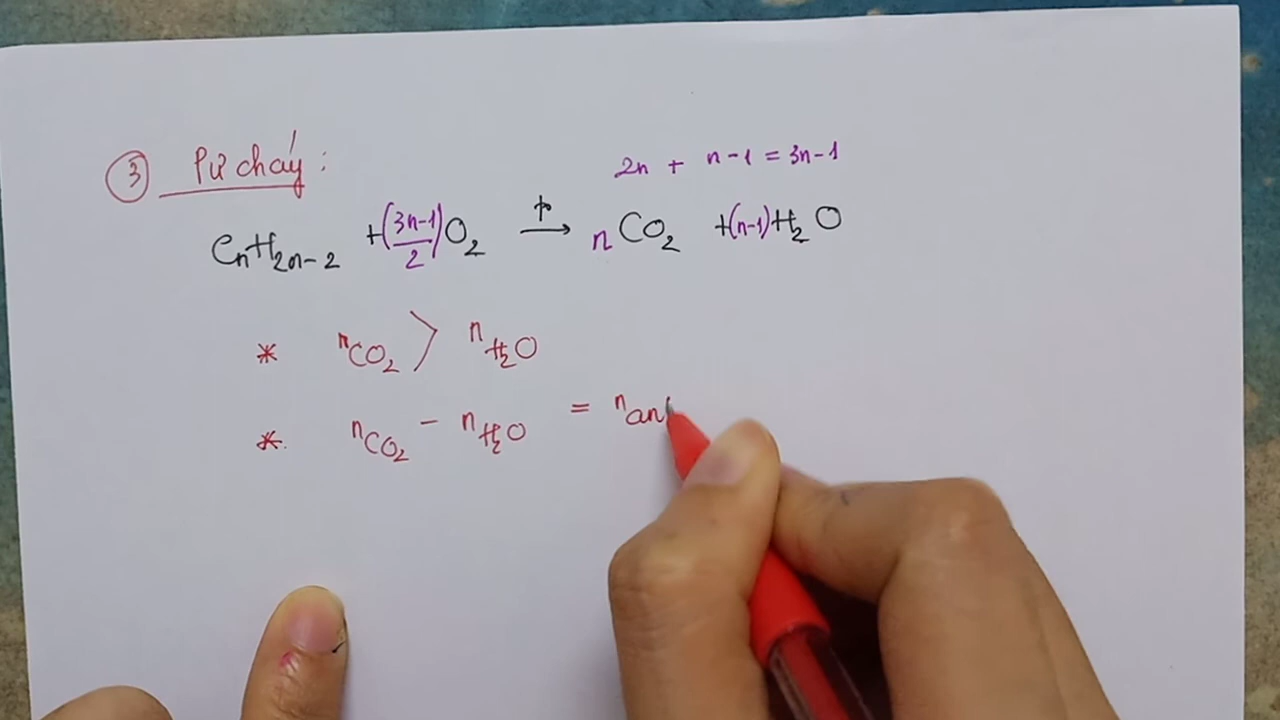 ③ Pư cháy :
2n + n-1 = 3n-1
CnH2n-2 + (3n-1)/2 O2 →(t°) nCO2 + (n-1)H2O
* nCO2 > nH2O
* nCO2 - nH2O = nan